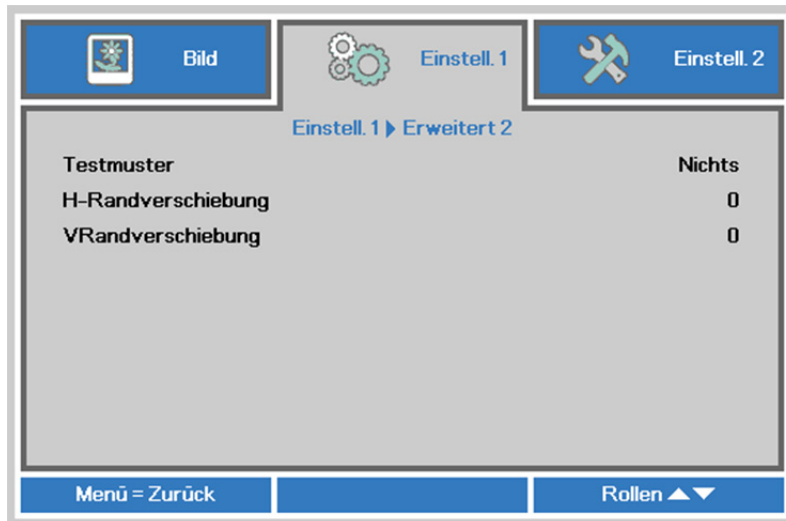 Bild
Einstell. 1
Einstell. 2
Einstell. 1 ▶ Erweitert 2
Testmuster Nichts
H-Randverschiebung 0
VRandverschiebung 0
Menü = Zurück
Rollen ▲▼